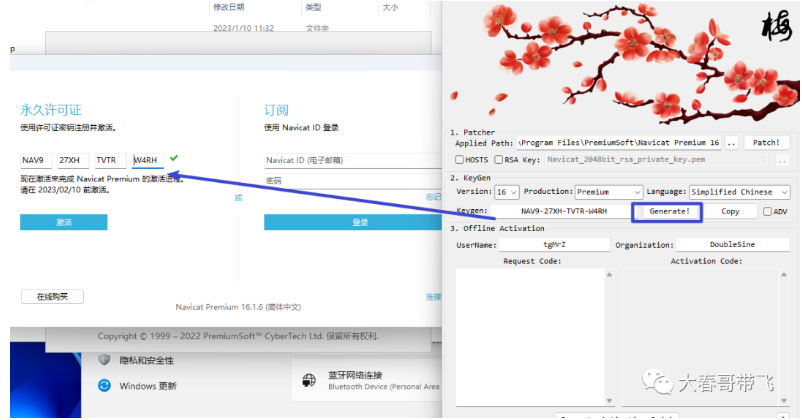 修改日期 类型 大小
2023/1/10 11:32 文件夹
P
梅
永久许可证
使用许可证密钥注册并激活。
NAV9 27XH TVTR W4RH
现在激活来完成 Navicat Premium 的激活进程。
请在 2023/02/10 前激活。
激活
在线购买
或
订阅
使用 Navicat ID 登录
Navicat ID (电子邮箱)
密码
忘记
登录
连接
Navicat Premium 16.1.6 (简体中文)
Copyright © 1999 – 2022 PremiumSoft™ CyberTech Ltd. 保留所有权利.
隐私和安全性
Windows 更新
蓝牙网络连接
Bluetooth Device (Personal Area
1. Patcher
Applied Path: \Program Files\PremiumSoft\Navicat Premium 16 .. Patch!
HOSTS RSA Key: Navicat_2048bit_rsa_private_key.pem ..
2. KeyGen
Version: 16 Production: Premium Language: Simplified Chinese
Keygen: NAV9-27XH-TVTR-W4RH Generate! Copy ADV
3. Offline Activation
UserName: tgMrZ Organization: DoubleSine
Request Code: Activation Code:
大春哥带飞